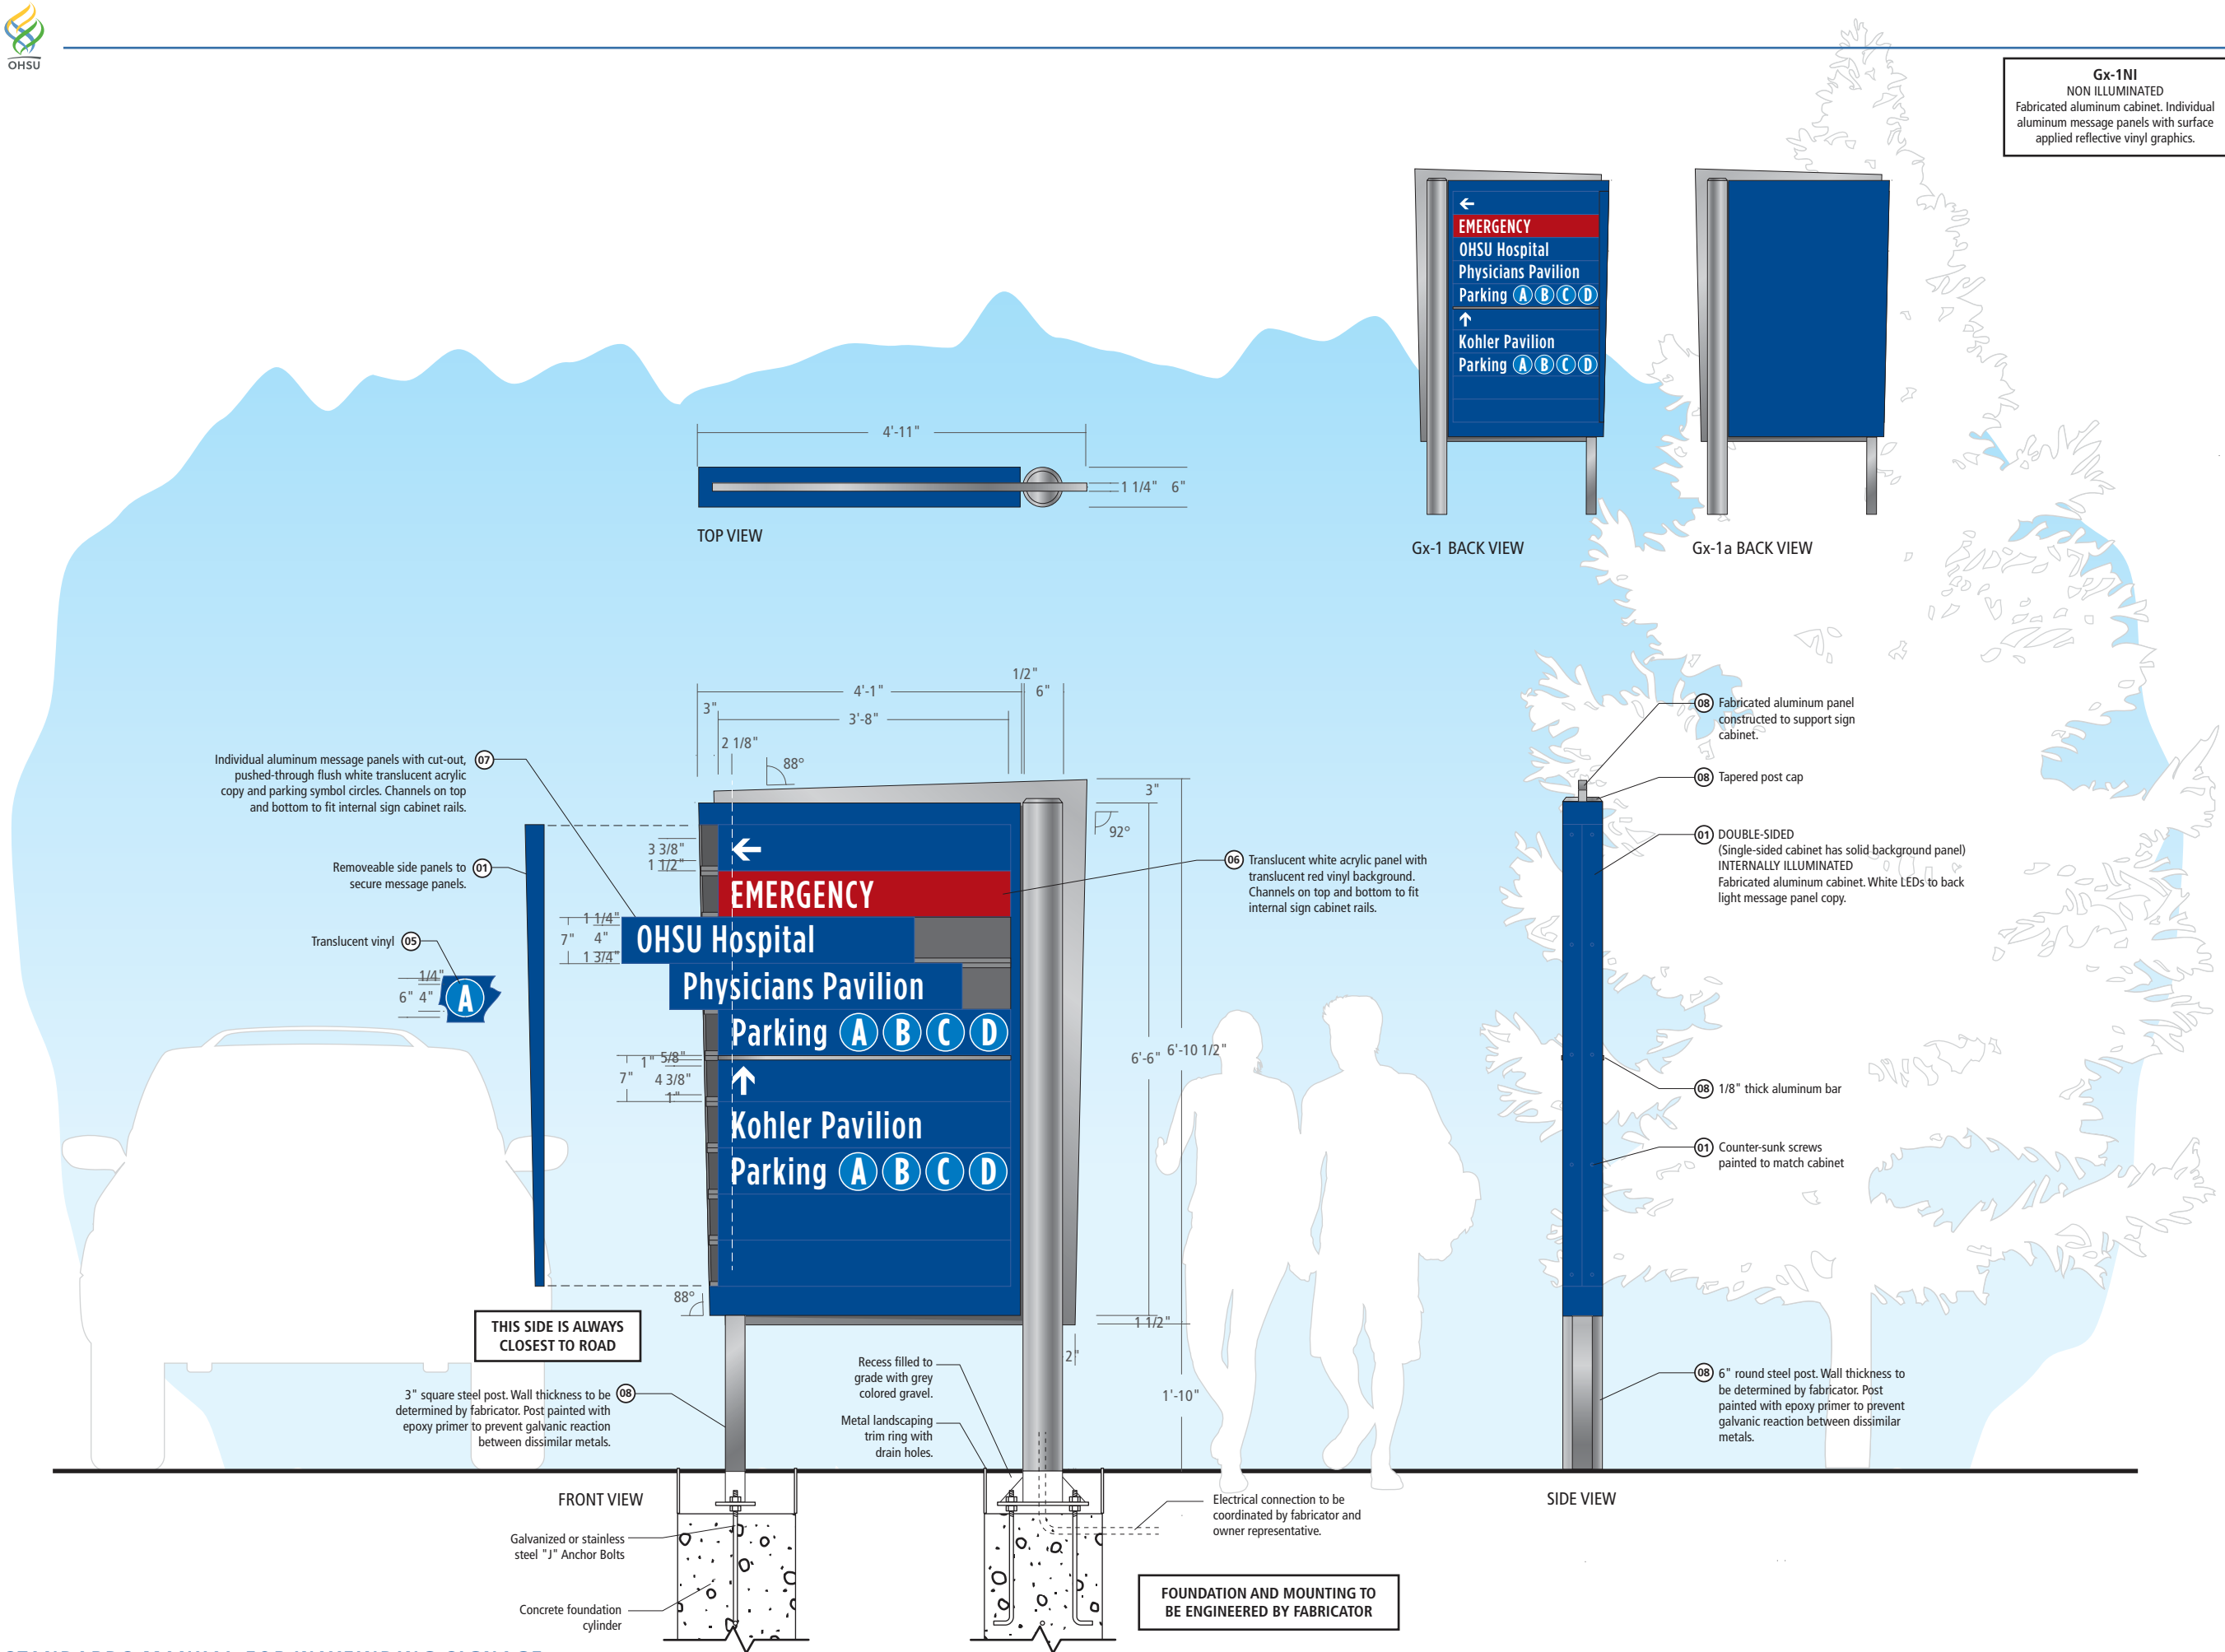 OHSU
Gx-1NI
NON ILLUMINATED
Fabricated aluminum cabinet. Individual
aluminum message panels with surface
applied reflective vinyl graphics.
EMERGENCY
OHSU Hospital
Physicians Pavilion
Parking A B C D
Kohler Pavilion
Parking A B C D
Gx-1 BACK VIEW
Gx-1a BACK VIEW
4'-11"
1 1/4" 6"
TOP VIEW
1/2"
4'-1"
6"
3"
3'-8"
2 1/8"
88°
3"
92°
Individual aluminum message panels with cut-out,
pushed-through flush white translucent acrylic
copy and parking symbol circles. Channels on top
and bottom to fit internal sign cabinet rails.
07
Removeable side panels to
secure message panels.
01
Translucent vinyl 05
1/4"
6" 4"
A
3 3/8"
1 1/2"
1 1/4"
7" 4"
1 3/4"
1" 5/8"
7" 4 3/8"
1"
← 
EMERGENCY
OHSU Hospital
Physicians Pavilion
Parking A B C D
Kohler Pavilion
Parking A B C D
06 Translucent white acrylic panel with
translucent red vinyl background.
Channels on top and bottom to fit
internal sign cabinet rails.
6'-6" 6'-10 1/2"
88°
1 1/2"
2"
1'-10"
THIS SIDE IS ALWAYS
CLOSEST TO ROAD
3" square steel post. Wall thickness to be
determined by fabricator. Post painted with
epoxy primer to prevent galvanic reaction
between dissimilar metals.
08
Recess filled to
grade with grey
colored gravel.
Metal landscaping
trim ring with
drain holes.
FRONT VIEW
Galvanized or stainless
steel "J" Anchor Bolts
Concrete foundation
cylinder
Electrical connection to be
coordinated by fabricator and
owner representative.
FOUNDATION AND MOUNTING TO
BE ENGINEERED BY FABRICATOR
08 Fabricated aluminum panel
constructed to support sign
cabinet.
08 Tapered post cap
01 DOUBLE-SIDED
(Single-sided cabinet has solid background panel)
INTERNALLY ILLUMINATED
Fabricated aluminum cabinet. White LEDs to back
light message panel copy.
08 1/8" thick aluminum bar
01 Counter-sunk screws
painted to match cabinet
08 6" round steel post. Wall thickness to
be determined by fabricator. Post
painted with epoxy primer to prevent
galvanic reaction between dissimilar
metals.
SIDE VIEW
STANDARDS MANUAL FOR WAYFINDING SIGNAGE